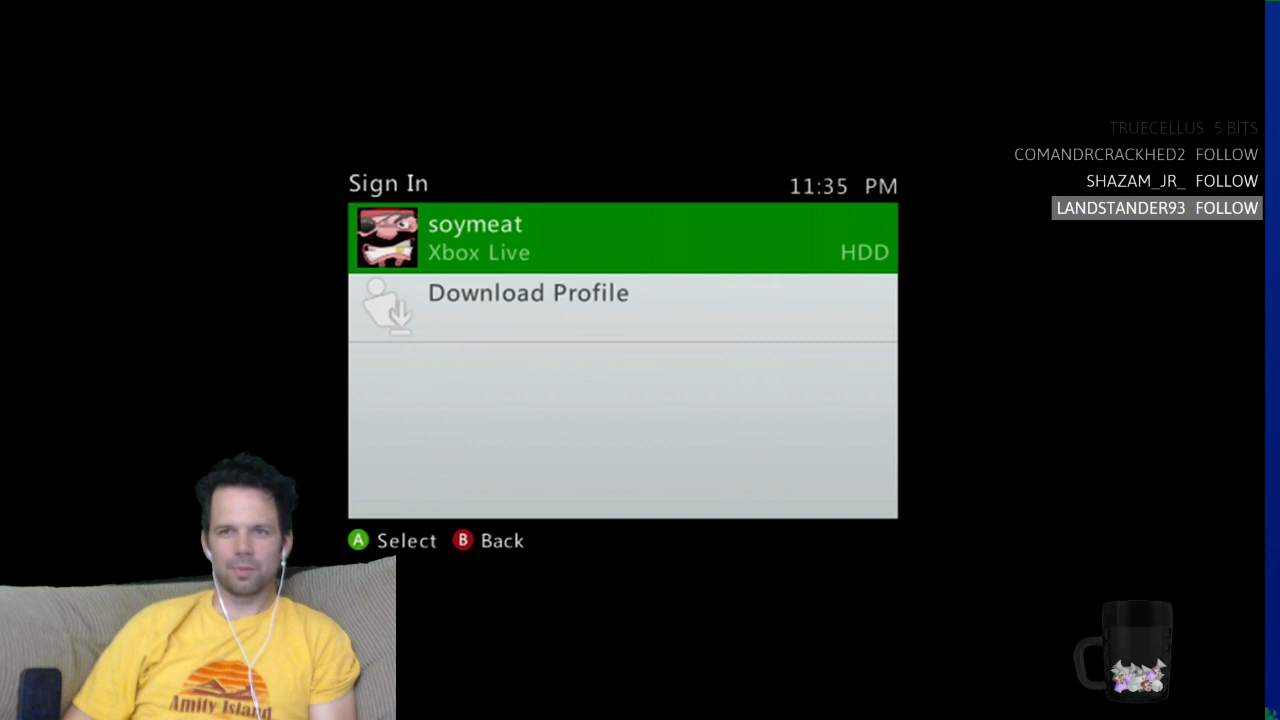 TRUECELLUS 5 BITS
COMANDRCRACKHED2 FOLLOW
SHAZAM_JR_ FOLLOW
LANDSTANDER93 FOLLOW
Sign In 11:35 PM
soymeat
Xbox Live HDD
Download Profile
A Select B Back
Amity Island